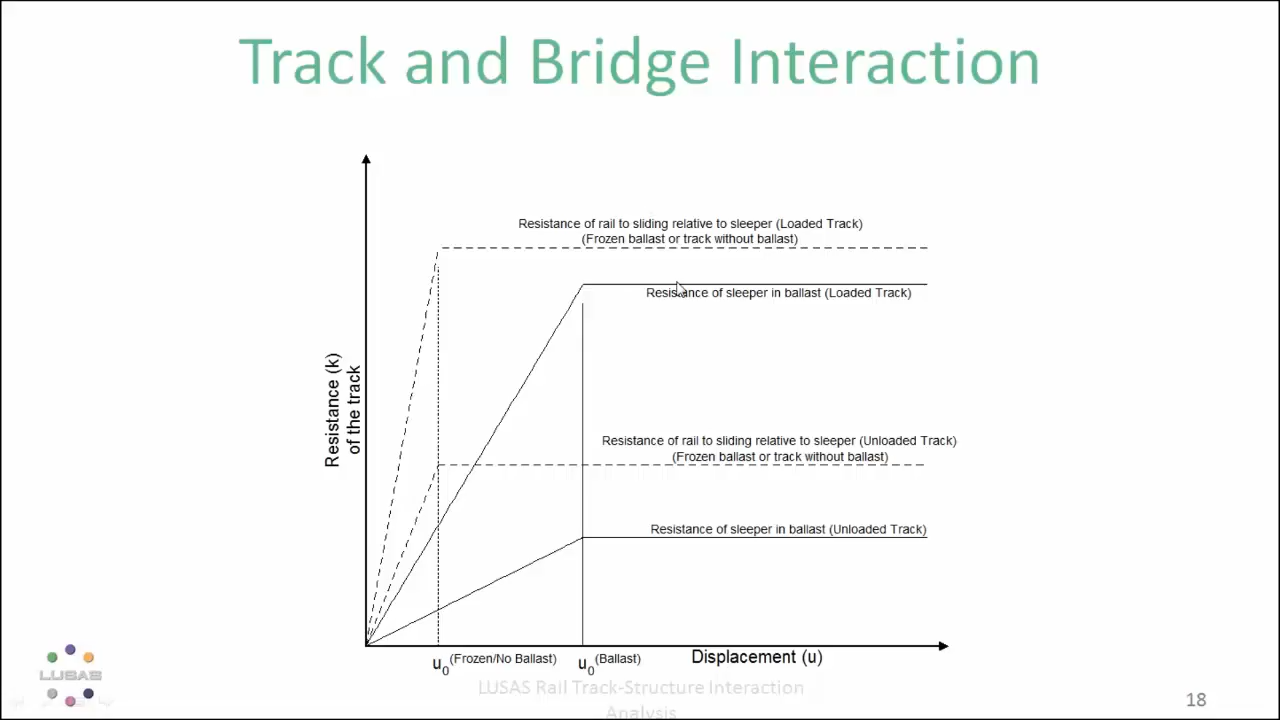 Track and Bridge Interaction
Resistance of rail to sliding relative to sleeper (Loaded Track)
(Frozen ballast or track without ballast)
Resistance of sleeper in ballast (Loaded Track)
Resistance (k)
of the track
Resistance of rail to sliding relative to sleeper (Unloaded Track)
(Frozen ballast or track without ballast)
Resistance of sleeper in ballast (Unloaded Track)
u0(Frozen/No Ballast)
u0(Ballast)
Displacement (u)
LUSAS
LUSAS Rail Track-Structure Interaction
Analysis
18